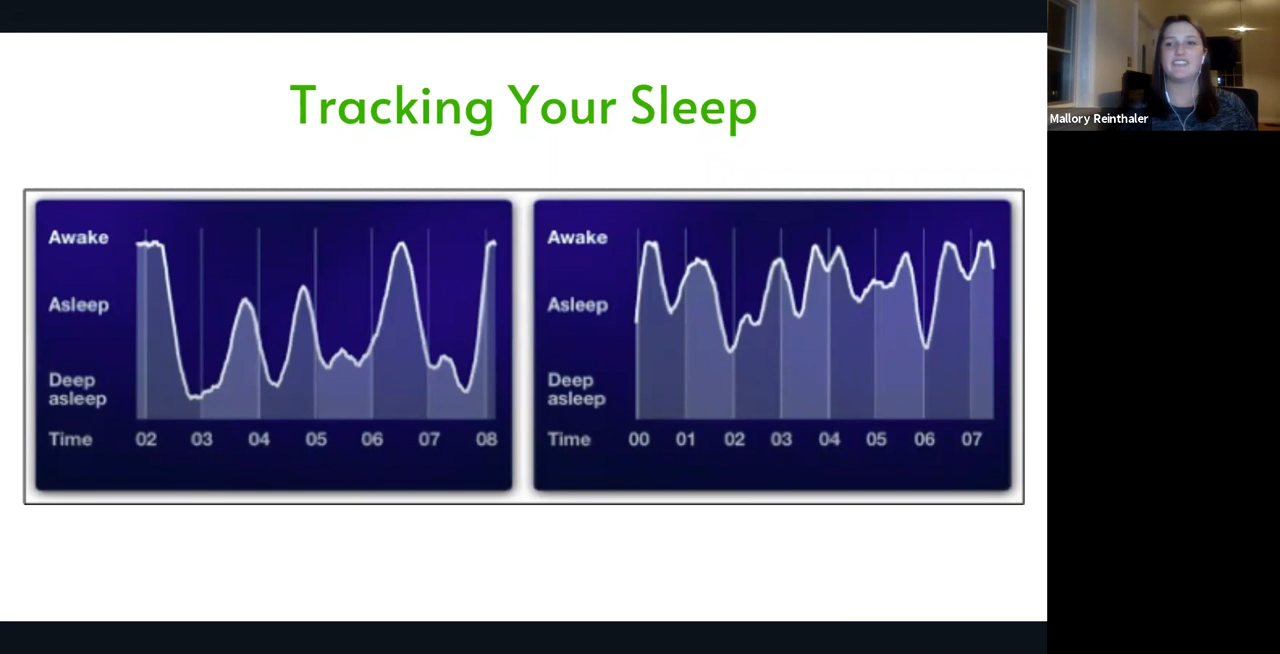 Tracking Your Sleep
Awake
Asleep
Deep
asleep
Time 02 03 04 05 06 07 08
Awake
Asleep
Deep
asleep
Time 00 01 02 03 04 05 06 07
Mallory Reinthaler